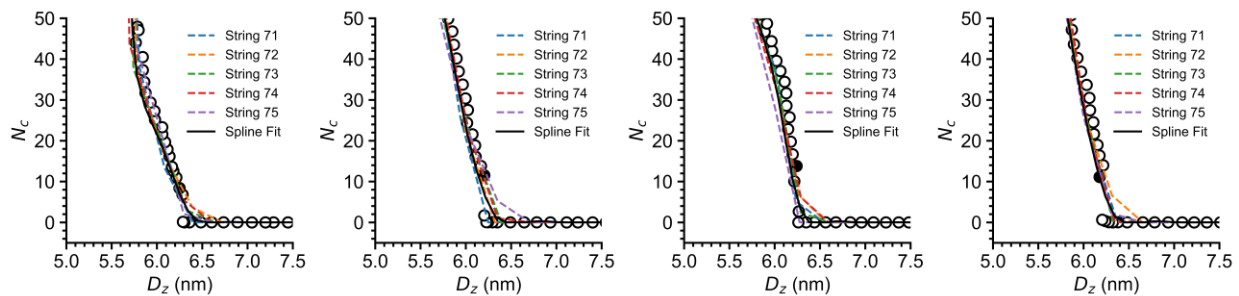 50
40
30
20
10
0
N_c
String 71
String 72
String 73
String 74
String 75
Spline Fit
5.0 5.5 6.0 6.5 7.0 7.5
D_z (nm)
50
40
30
20
10
0
N_c
String 71
String 72
String 73
String 74
String 75
Spline Fit
5.0 5.5 6.0 6.5 7.0 7.5
D_z (nm)
50
40
30
20
10
0
N_c
String 71
String 72
String 73
String 74
String 75
Spline Fit
5.0 5.5 6.0 6.5 7.0 7.5
D_z (nm)
50
40
30
20
10
0
N_c
String 71
String 72
String 73
String 74
String 75
Spline Fit
5.0 5.5 6.0 6.5 7.0 7.5
D_z (nm)